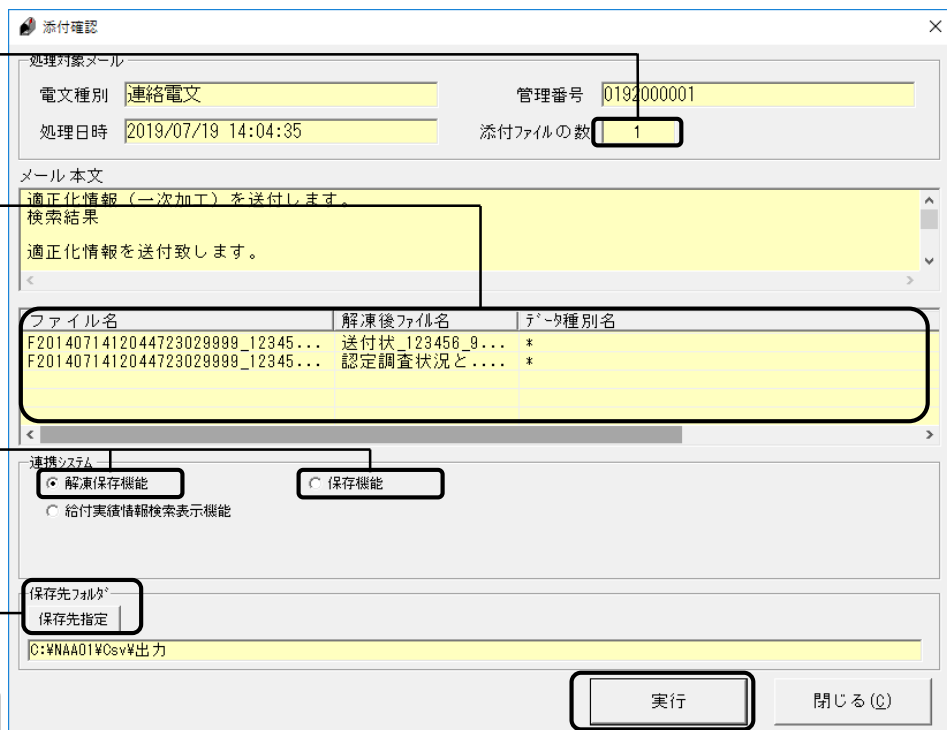 添付確認
処理対象メール
電文種別 連絡電文 管理番号 0192000001
処理日時 2019/07/19 14:04:35 添付ファイルの数 1
メール本文
適正化情報（一次加工）を送付します。
検索結果
適正化情報を送付致します。
ファイル名 解凍後ファイル名 データ種別名
F2014071412044723029999_12345... 送付状_123456_9... *
F2014071412044723029999_12345... 認定調査状況と.... *
連携システム
解凍保存機能 保存機能
給付実績情報検索表示機能
保存先フォルダ
保存先指定
C:¥NAA01¥Csv¥出力
実行 閉じる(C)